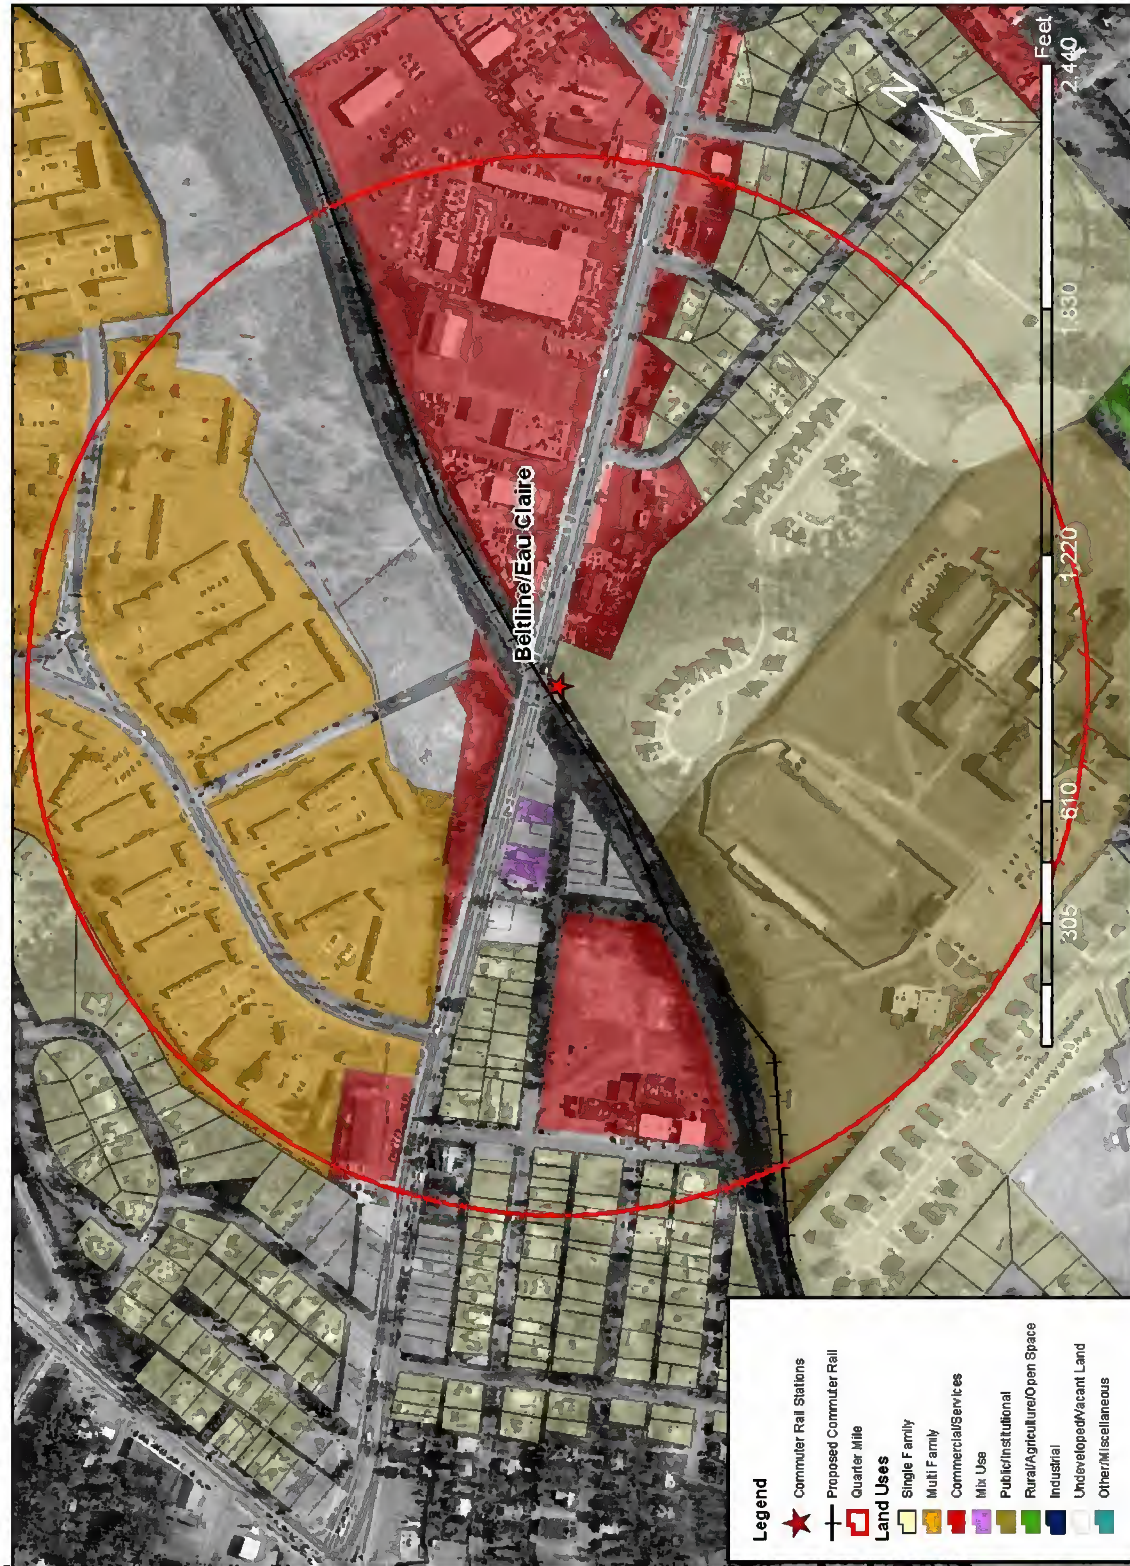 Feet
2,440
N
1,830
Beltline/Eau Claire
1,220
610
305
Legend
Commuter Rail Stations
Proposed Commuter Rail
Quarter Mile
Land Uses
Single Family
Multi Family
Commercial/Services
Mix Use
Public/Institutional
Rural/Agriculture/Open Space
Industrial
Undeveloped/Vacant Land
Other/Miscellaneous